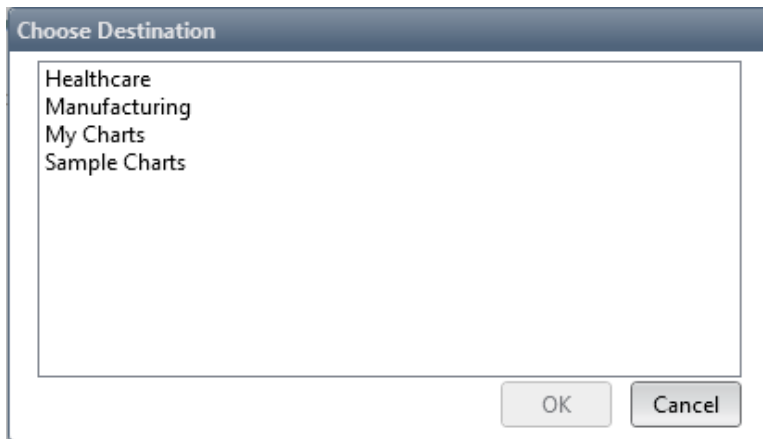 Choose Destination
Healthcare
Manufacturing
My Charts
Sample Charts
OK
Cancel